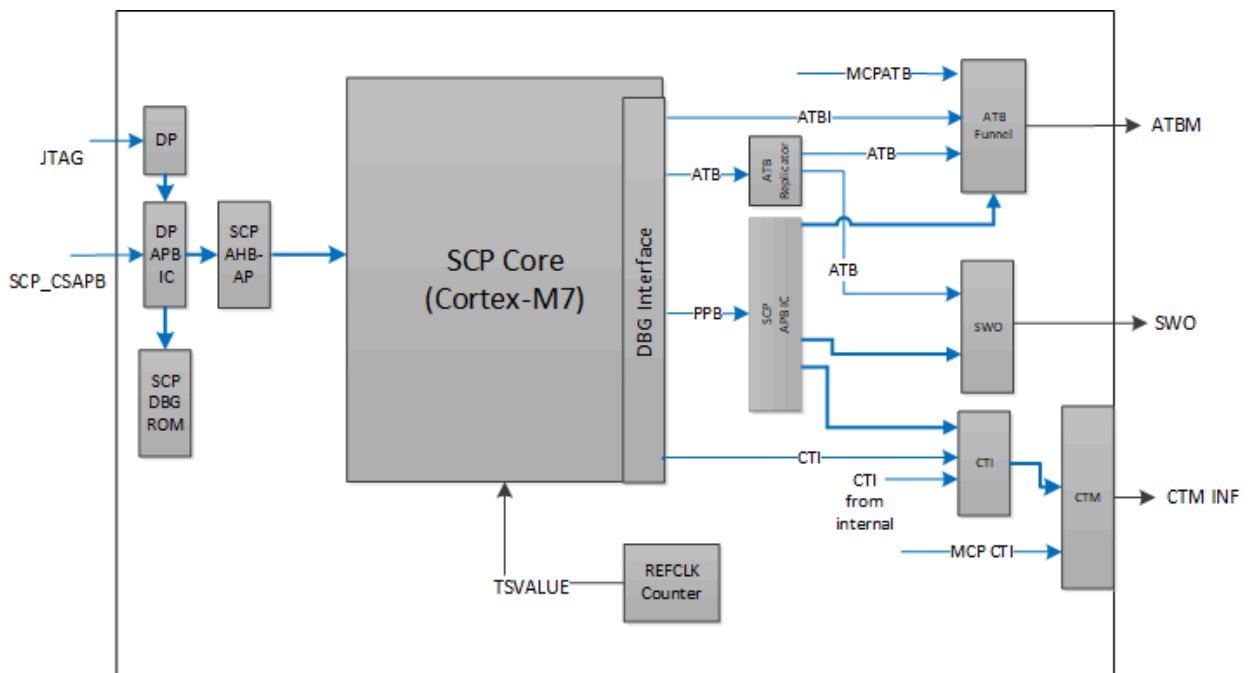 JTAG
SCP_CSAPB
DP
DP
APB
IC
SCP
AHB-
AP
SCP
DBG
ROM
SCP Core
(Cortex-M7)
DBG Interface
TSVALUE
REFCLK
Counter
MCPATB
ATBI
ATB
ATB
Replicator
ATB
ATB
PPB
SCP
APB IC
CTI
CTI
from
internal
MCP CTI
ATB
Funnel
SWO
CTI
CTM
ATBM
SWO
CTM INF